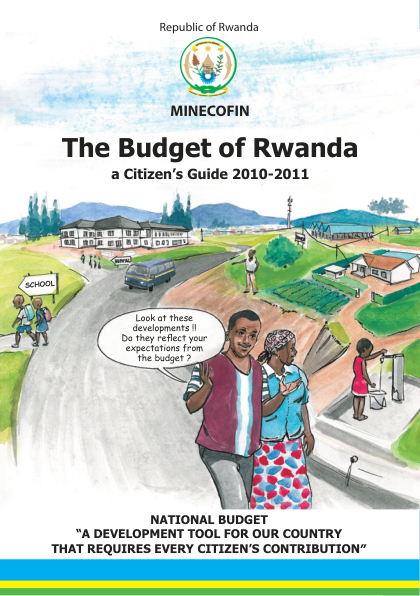 Republic of Rwanda
MINECOFIN
The Budget of Rwanda
a Citizen's Guide 2010-2011
SCHOOL
Look at these
developments !!
Do they reflect your
expectations from
the budget ?
NATIONAL BUDGET
“A DEVELOPMENT TOOL FOR OUR COUNTRY
THAT REQUIRES EVERY CITIZEN’S CONTRIBUTION”